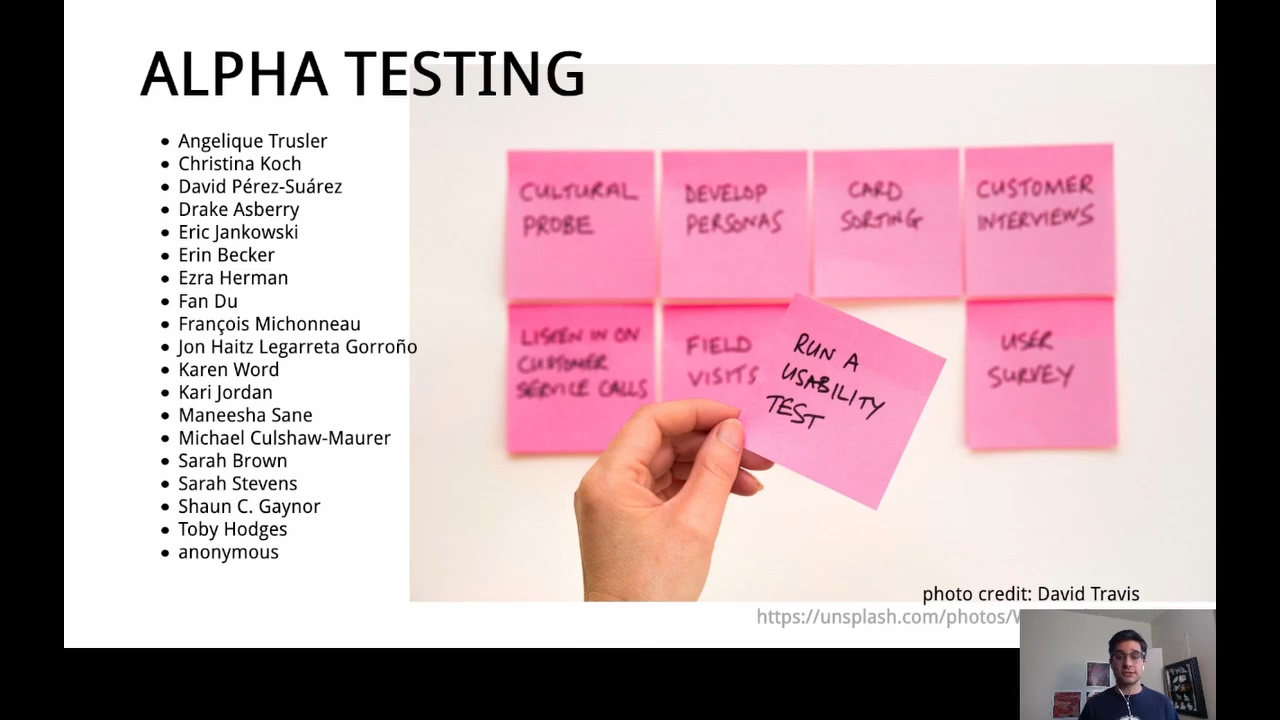 ALPHA TESTING
Angelique Trusler
Christina Koch
David Pérez-Suárez
Drake Asberry
Eric Jankowski
Erin Becker
Ezra Herman
Fan Du
François Michonneau
Jon Haitz Legarreta Gorroño
Karen Word
Kari Jordan
Maneesha Sane
Michael Culshaw-Maurer
Sarah Brown
Sarah Stevens
Shaun C. Gaynor
Toby Hodges
anonymous
CULTURAL
PROBE
DEVELOP
PERSONAS
CARD
SORTING
CUSTOMER
INTERVIEWS
LISTEN IN ON
CUSTOMER
SERVICE CALLS
FIELD
VISITS
RUN A
USABILITY
TEST
USER
SURVEY
photo credit: David Travis
https://unsplash.com/photos/